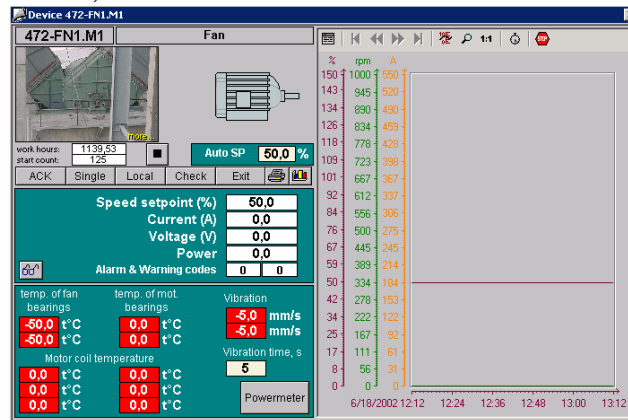 Device 472-FN1.M1
472-FN1.M1 Fan
more...
work hours: 1139,53
start count: 125
Auto SP 50,0 %
ACK Single Local Check Exit
Speed setpoint (%) 50,0
Current (A) 0,0
Voltage (V) 0,0
Power 0,0
Alarm & Warning codes 0 0
temp. of fan bearings
-50,0 t°C
-50,0 t°C
temp. of mot. bearings
0,0 t°C
0,0 t°C
Vibration
-5,0 mm/s
-5,0 mm/s
Motor coil temperature
0,0 t°C 0,0 t°C
0,0 t°C 0,0 t°C
0,0 t°C 0,0 t°C
Vibration time, s
5
Powermeter
1:1
STOP
% rpm A
150 1000 550
143 945 520
134 890 490
126 834 459
118 778 428
109 723 398
101 667 367
92 612 337
84 556 306
76 500 275
67 445 245
59 389 214
50 334 184
42 278 153
34 222 122
25 167 92
17 111 61
8 56 31
0 0 0
6/18/2002 12:12 12:24 12:36 12:48 13:00 13:12